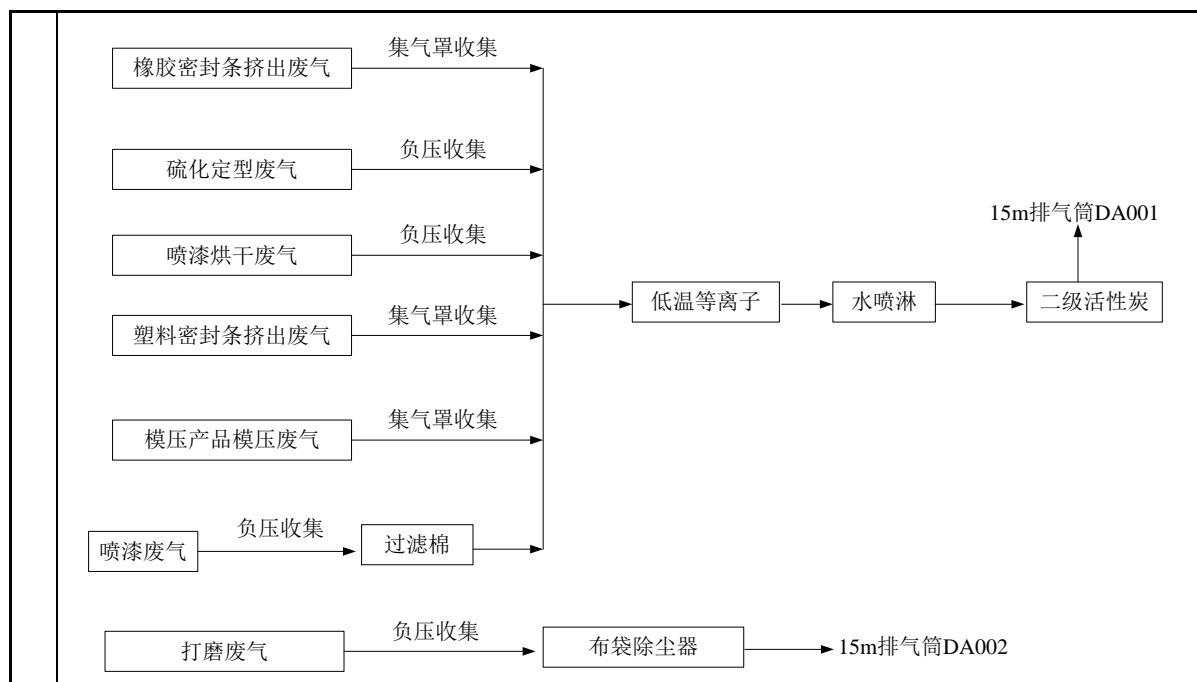 集气罩收集
橡胶密封条挤出废气
负压收集
硫化定型废气
15m排气筒DA001
负压收集
喷漆烘干废气
低温等离子
水喷淋
二级活性炭
集气罩收集
塑料密封条挤出废气
集气罩收集
模压产品模压废气
负压收集
喷漆废气
过滤棉
负压收集
打磨废气
布袋除尘器
15m排气筒DA002